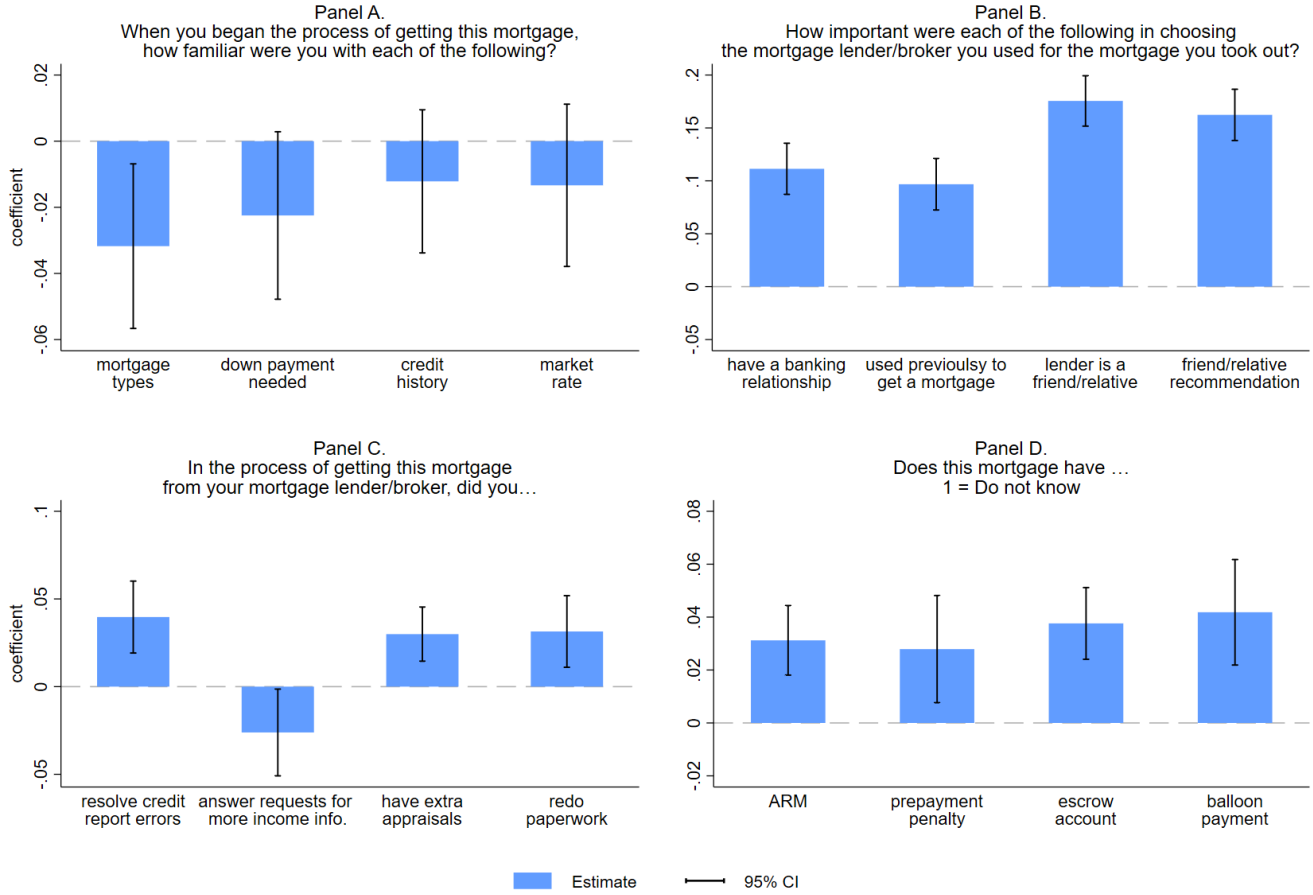 Panel A.
When you began the process of getting this mortgage,
how familiar were you with each of the following?
coefficient
.02
0
-.02
-.04
-.06
mortgage types
down payment needed
credit history
market rate
Panel B.
How important were each of the following in choosing
the mortgage lender/broker you used for the mortgage you took out?
.2
.15
.1
.05
0
-.05
have a banking relationship
used previoulsy to get a mortgage
lender is a friend/relative
friend/relative recommendation
Panel C.
In the process of getting this mortgage
from your mortgage lender/broker, did you…
coefficient
.1
.05
0
-.05
resolve credit report errors
answer requests for more income info.
have extra appraisals
redo paperwork
Panel D.
Does this mortgage have …
1 = Do not know
.08
.06
.04
.02
0
-.02
ARM
prepayment penalty
escrow account
balloon payment
Estimate
95% CI